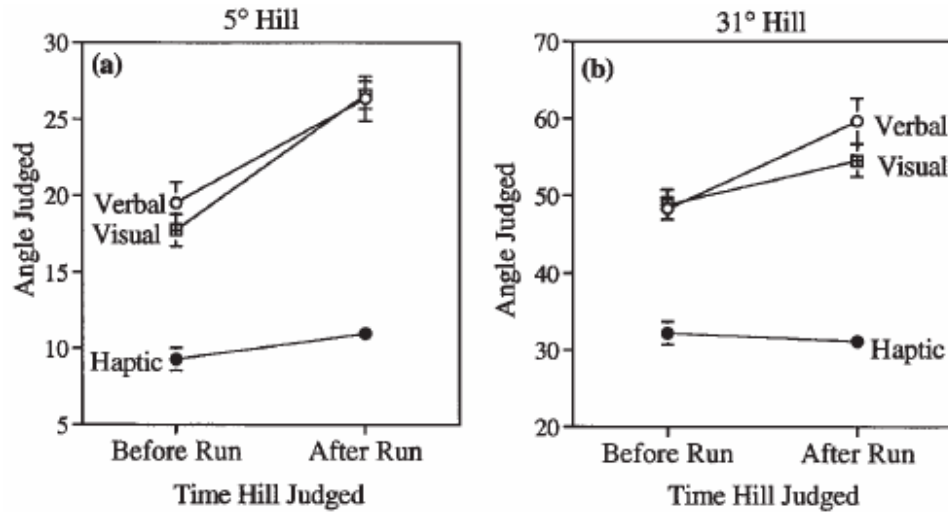 5° Hill
(a)
30
25
20
15
10
5
Angle Judged
Verbal
Visual
Haptic
Before Run After Run
Time Hill Judged
31° Hill
(b)
70
60
50
40
30
20
Angle Judged
Verbal
Visual
Haptic
Before Run After Run
Time Hill Judged